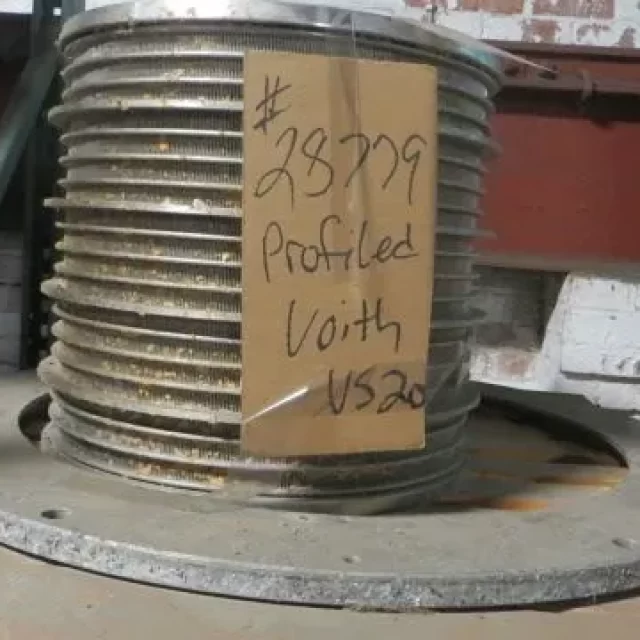 #
28779
Profiled
Voith
VS20